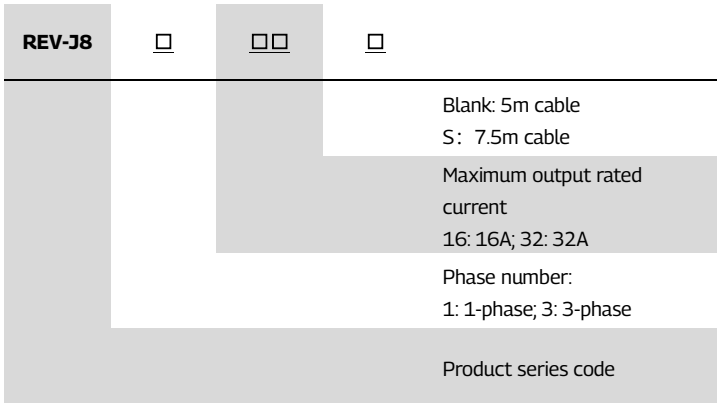 REV-J8 □ □□ □
Blank: 5m cable
S： 7.5m cable
Maximum output rated
current
16: 16A; 32: 32A
Phase number:
1: 1-phase; 3: 3-phase
Product series code